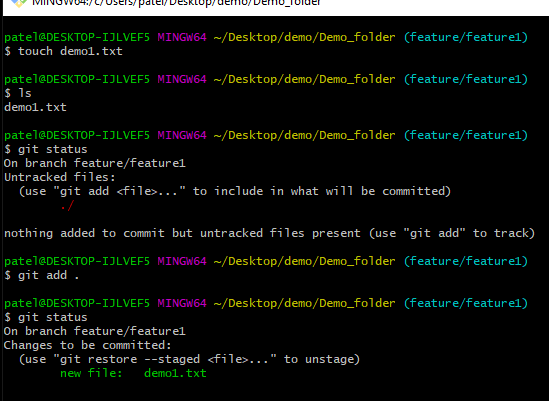 MINGW64:/c/Users/patel/Desktop/demo/Demo_folder
patel@DESKTOP-IJLVEF5 MINGW64 ~/Desktop/demo/Demo_folder (feature/feature1)
$ touch demo1.txt
patel@DESKTOP-IJLVEF5 MINGW64 ~/Desktop/demo/Demo_folder (feature/feature1)
$ ls
demo1.txt
patel@DESKTOP-IJLVEF5 MINGW64 ~/Desktop/demo/Demo_folder (feature/feature1)
$ git status
On branch feature/feature1
Untracked files:
  (use "git add <file>..." to include in what will be committed)
        ./
nothing added to commit but untracked files present (use "git add" to track)
patel@DESKTOP-IJLVEF5 MINGW64 ~/Desktop/demo/Demo_folder (feature/feature1)
$ git add .
patel@DESKTOP-IJLVEF5 MINGW64 ~/Desktop/demo/Demo_folder (feature/feature1)
$ git status
On branch feature/feature1
Changes to be committed:
  (use "git restore --staged <file>..." to unstage)
        new file:   demo1.txt